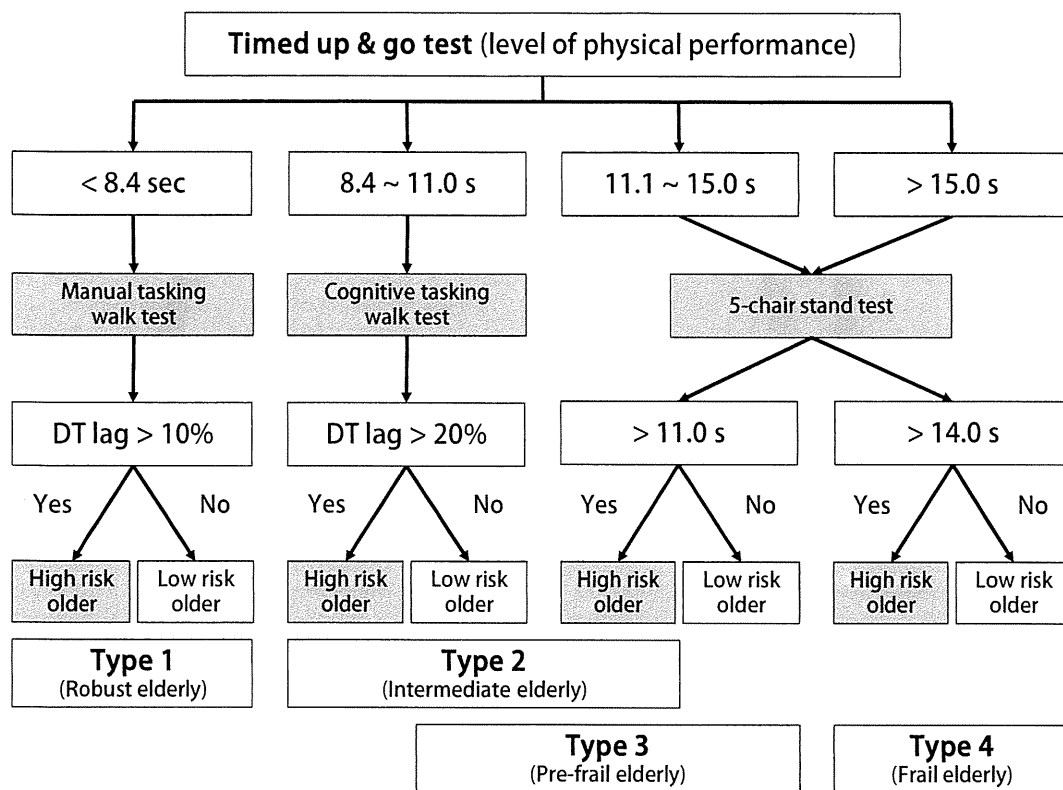 Timed up & go test (level of physical performance)
< 8.4 sec
8.4 ~ 11.0 s
11.1 ~ 15.0 s
> 15.0 s
Manual tasking
walk test
Cognitive tasking
walk test
5-chair stand test
DT lag > 10%
DT lag > 20%
> 11.0 s
> 14.0 s
Yes
No
Yes
No
Yes
No
Yes
No
High risk
older
Low risk
older
High risk
older
Low risk
older
High risk
older
Low risk
older
High risk
older
Low risk
older
Type 1
(Robust elderly)
Type 2
(Intermediate elderly)
Type 3
(Pre-frail elderly)
Type 4
(Frail elderly)